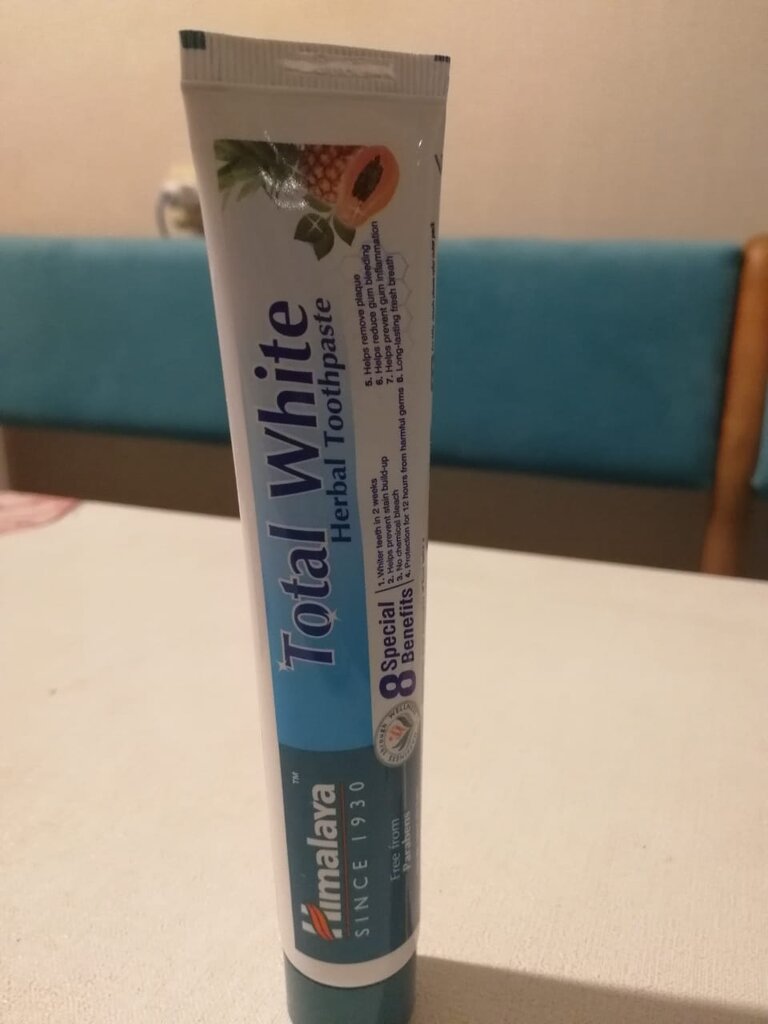 Himalaya™
SINCE 1930
Total White
Herbal Toothpaste
Free from
Parabens
WELLNESS
8 Special
Benefits
1. Whiter teeth in 2 weeks
2. Helps prevent stain build-up
3. No chemical bleach
4. Protection for 12 hours from harmful germs
5. Helps remove plaque
6. Helps reduce gum bleeding
7. Helps prevent gum inflammation
8. Long-lasting fresh breath